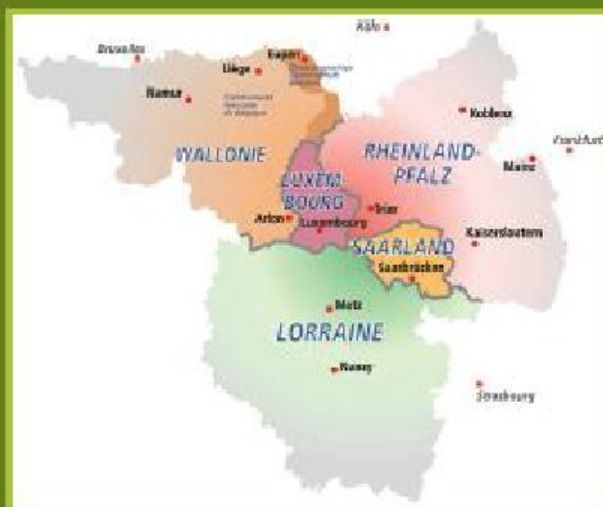 Köln
Bruxelles
Eupen
Liège
Namur
Koblenz
Frankfurt
WALLONIE
RHEINLAND-
PFALZ
Mainz
LUXEM-
BOURG
Trier
Arlon
Luxembourg
Kaiserslautern
SAARLAND
Saarbrücken
Metz
LORRAINE
Nancy
Strasbourg